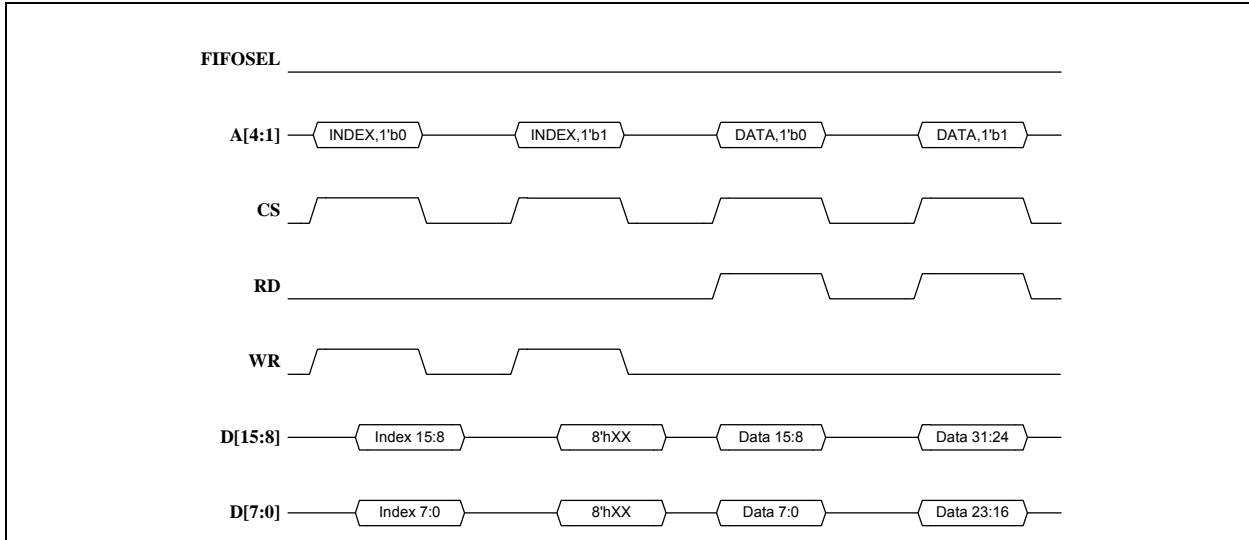 FIFOSEL
A[4:1] INDEX,1'b0 INDEX,1'b1 DATA,1'b0 DATA,1'b1
CS
RD
WR
D[15:8] Index 15:8 8'hXX Data 15:8 Data 31:24
D[7:0] Index 7:0 8'hXX Data 7:0 Data 23:16